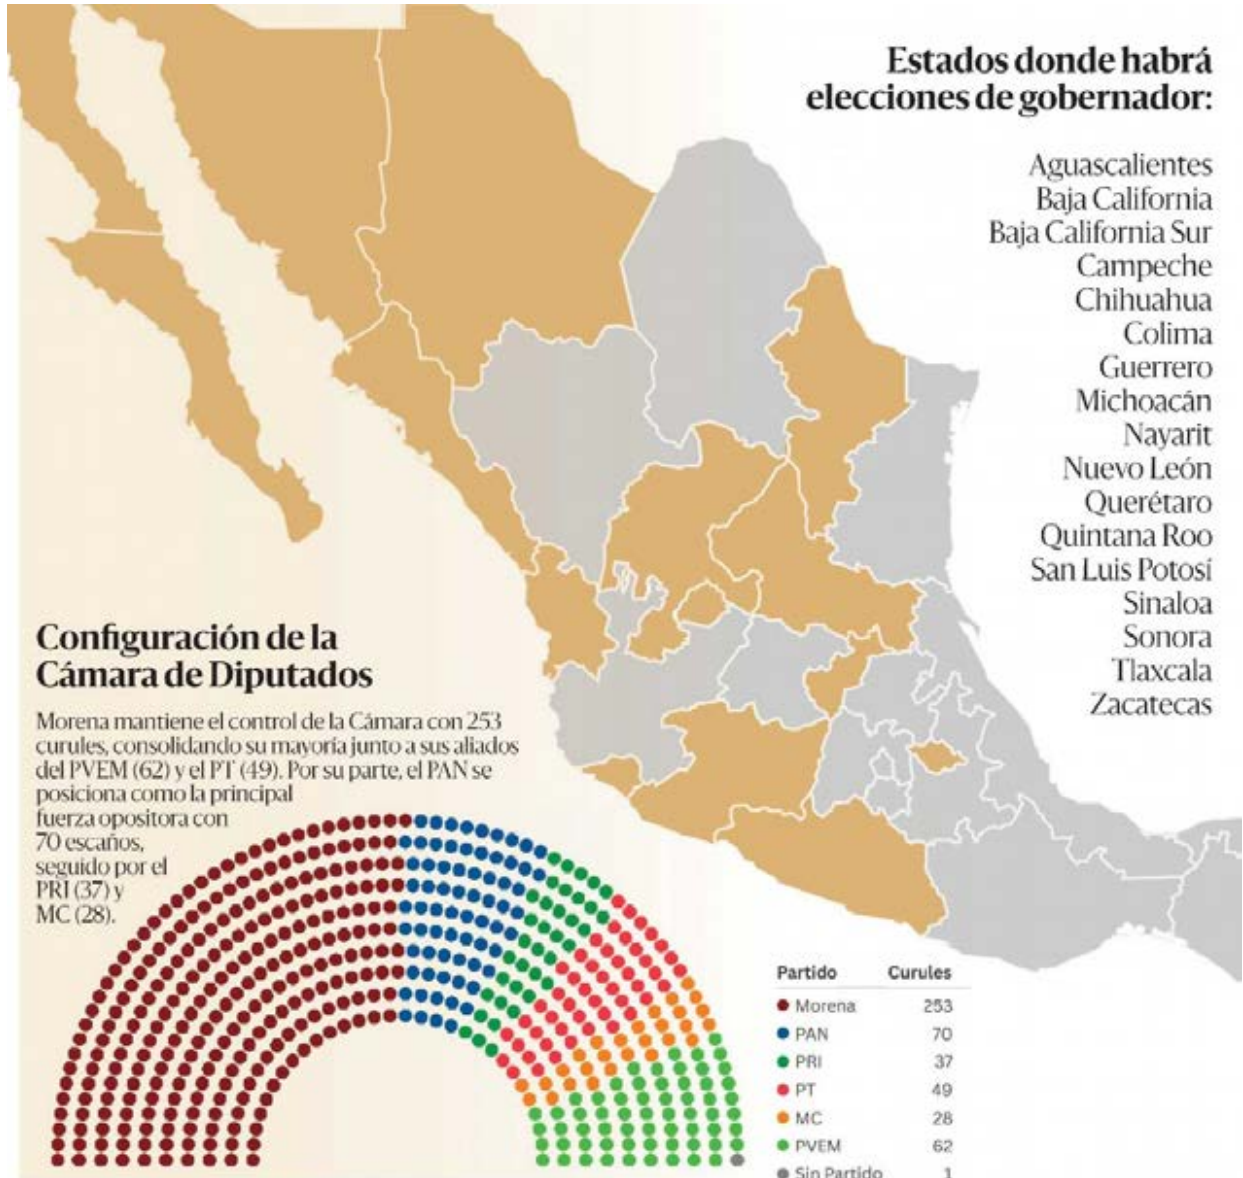 Estados donde habrá
elecciones de gobernador:
Aguascalientes
Baja California
Baja California Sur
Campeche
Chihuahua
Colima
Guerrero
Michoacán
Nayarit
Nuevo León
Querétaro
Quintana Roo
San Luis Potosí
Sinaloa
Sonora
Tlaxcala
Zacatecas
Configuración de la
Cámara de Diputados
Morena mantiene el control de la Cámara con 253
curules, consolidando su mayoría junto a sus aliados
del PVEM (62) y el PT (49). Por su parte, el PAN se
posiciona como la principal
fuerza opositora con
70 escaños,
seguido por el
PRI (37) y
MC (28).
Partido Curules
Morena 253
PAN 70
PRI 37
PT 49
MC 28
PVEM 62
Sin Partido 1